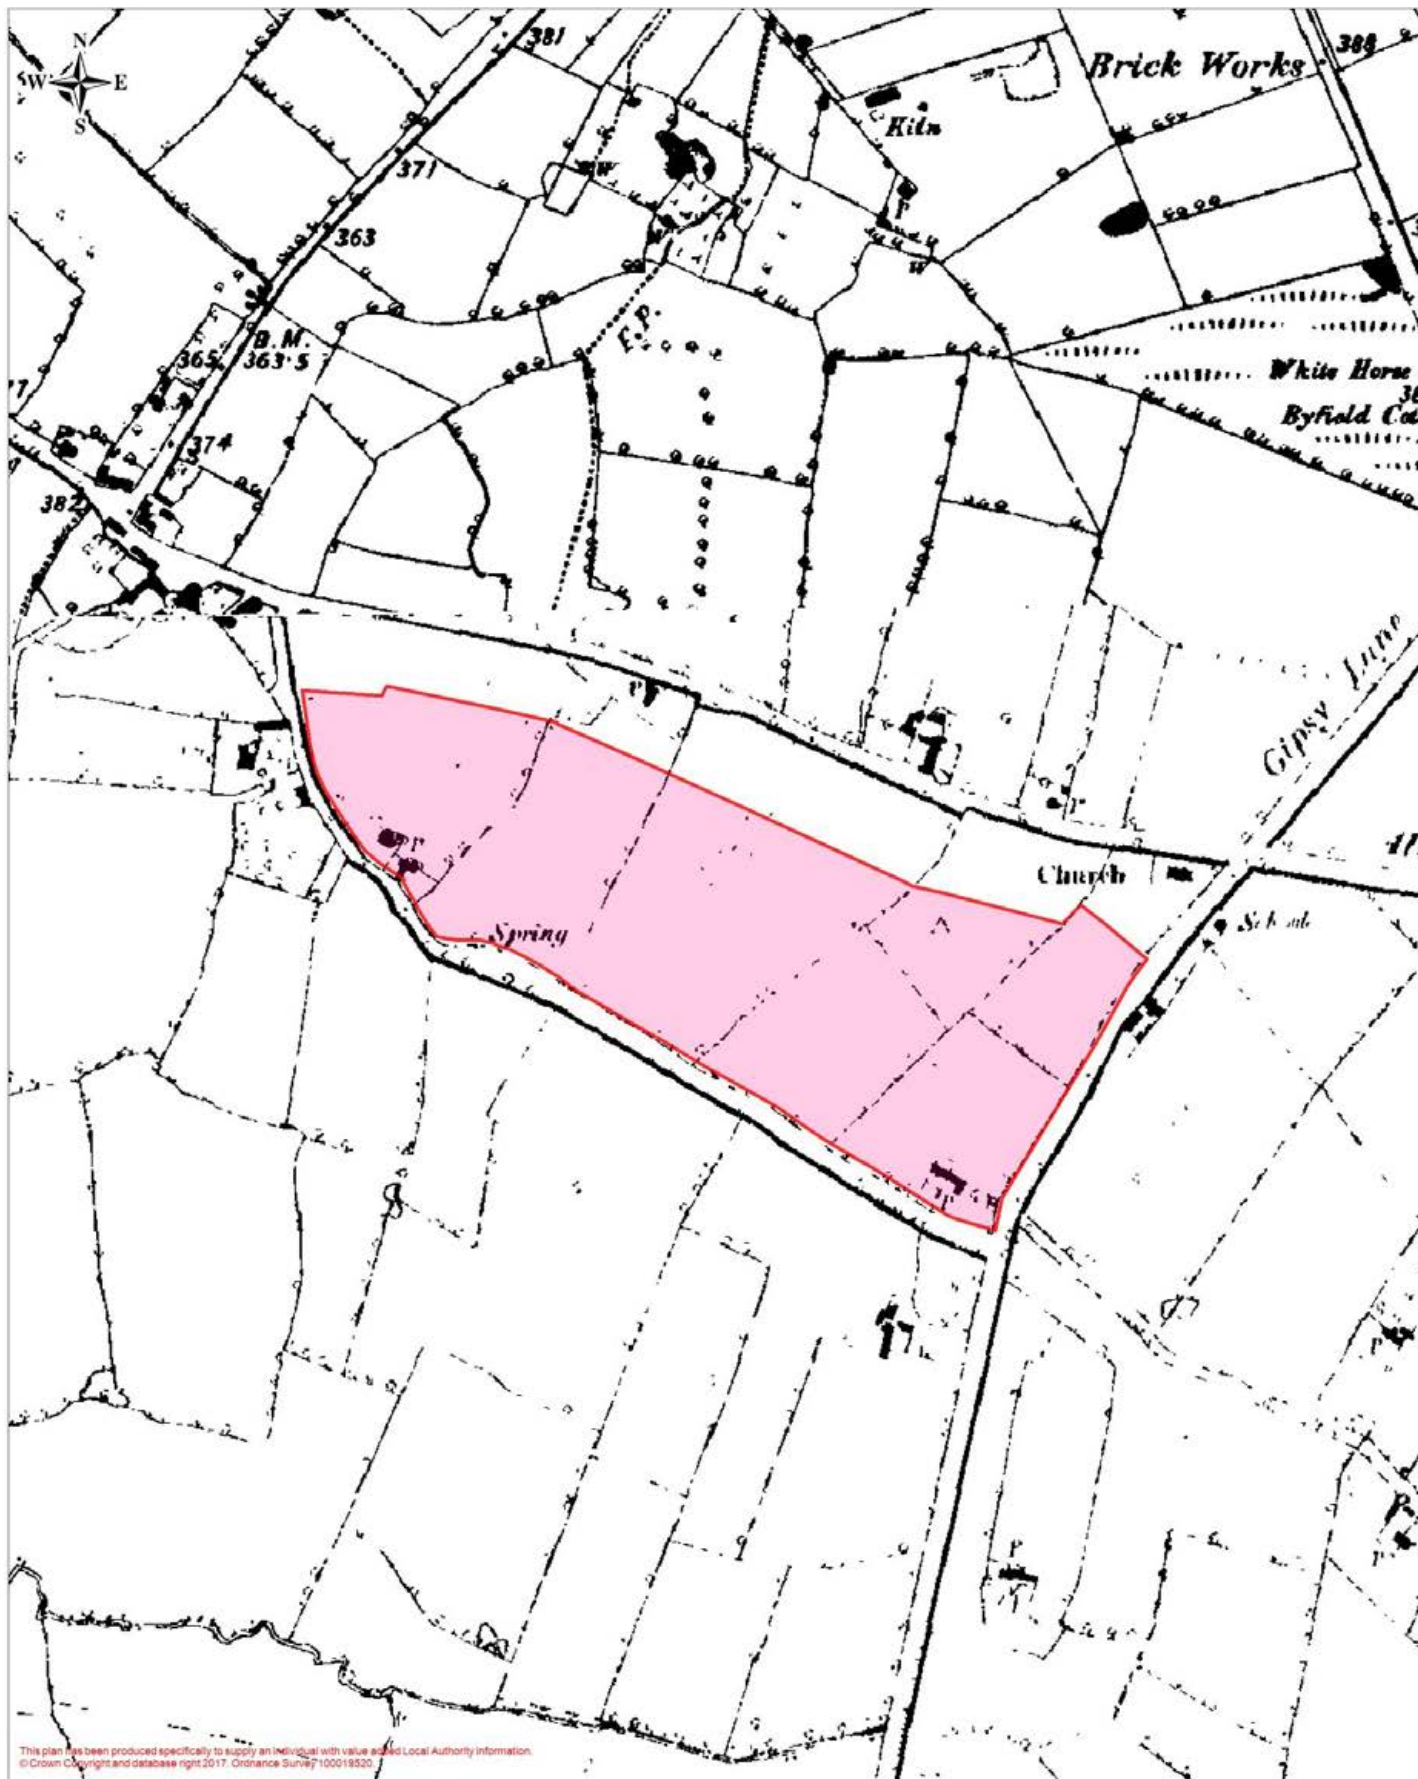 N
W E
S
381
388
Brick Works
Kiln
371
P
363
W
W
F.P.
B.M.
363·5
365
White Horse
Byfield Co
374
382
Gipsy Lane
P
P
Church
School
P
Spring
P
P
P
P
P
This plan has been produced specifically to supply an individual with value added Local Authority information.
© Crown Copyright and database right 2017. Ordnance Survey 100019520.